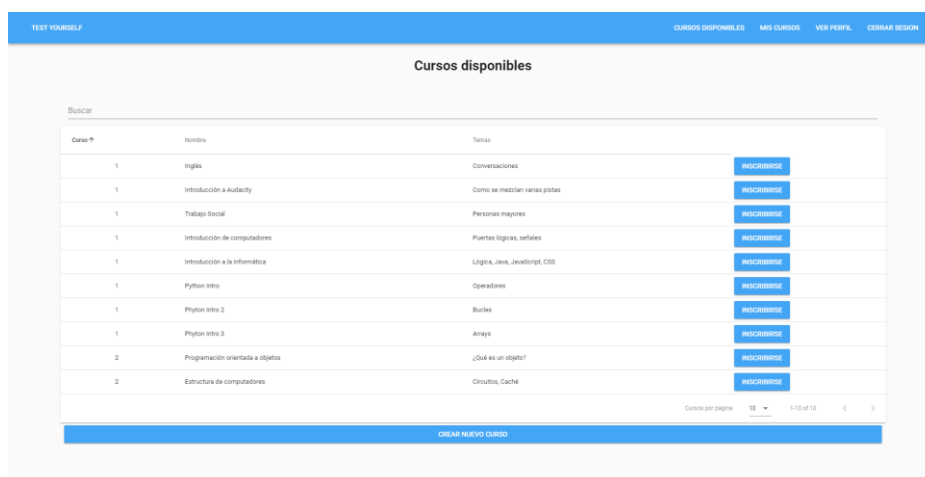 TEST YOURSELF CURSOS DISPONIBLES MIS CURSOS VER PERFIL CERRAR SESION
Cursos disponibles
Buscar
Curso ↑ Nombre Temas
1 Inglés Conversaciones INSCRIBIRSE
1 Introducción a Audacity Como se mezclan varias pistas INSCRIBIRSE
1 Trabajo Social Personas mayores INSCRIBIRSE
1 Introducción de computadores Puertas lógicas, señales INSCRIBIRSE
1 Introducción a la informática Lógica, Java, JavaScript, CSS INSCRIBIRSE
1 Python Intro Operadores INSCRIBIRSE
1 Phyton Intro 2 Bucles INSCRIBIRSE
1 Phyton Intro 3 Arrays INSCRIBIRSE
2 Programación orientada a objetos ¿Qué es un objeto? INSCRIBIRSE
2 Estructura de computadores Circuitos, Caché INSCRIBIRSE
Cursos por página 10 1-10 of 10
CREAR NUEVO CURSO